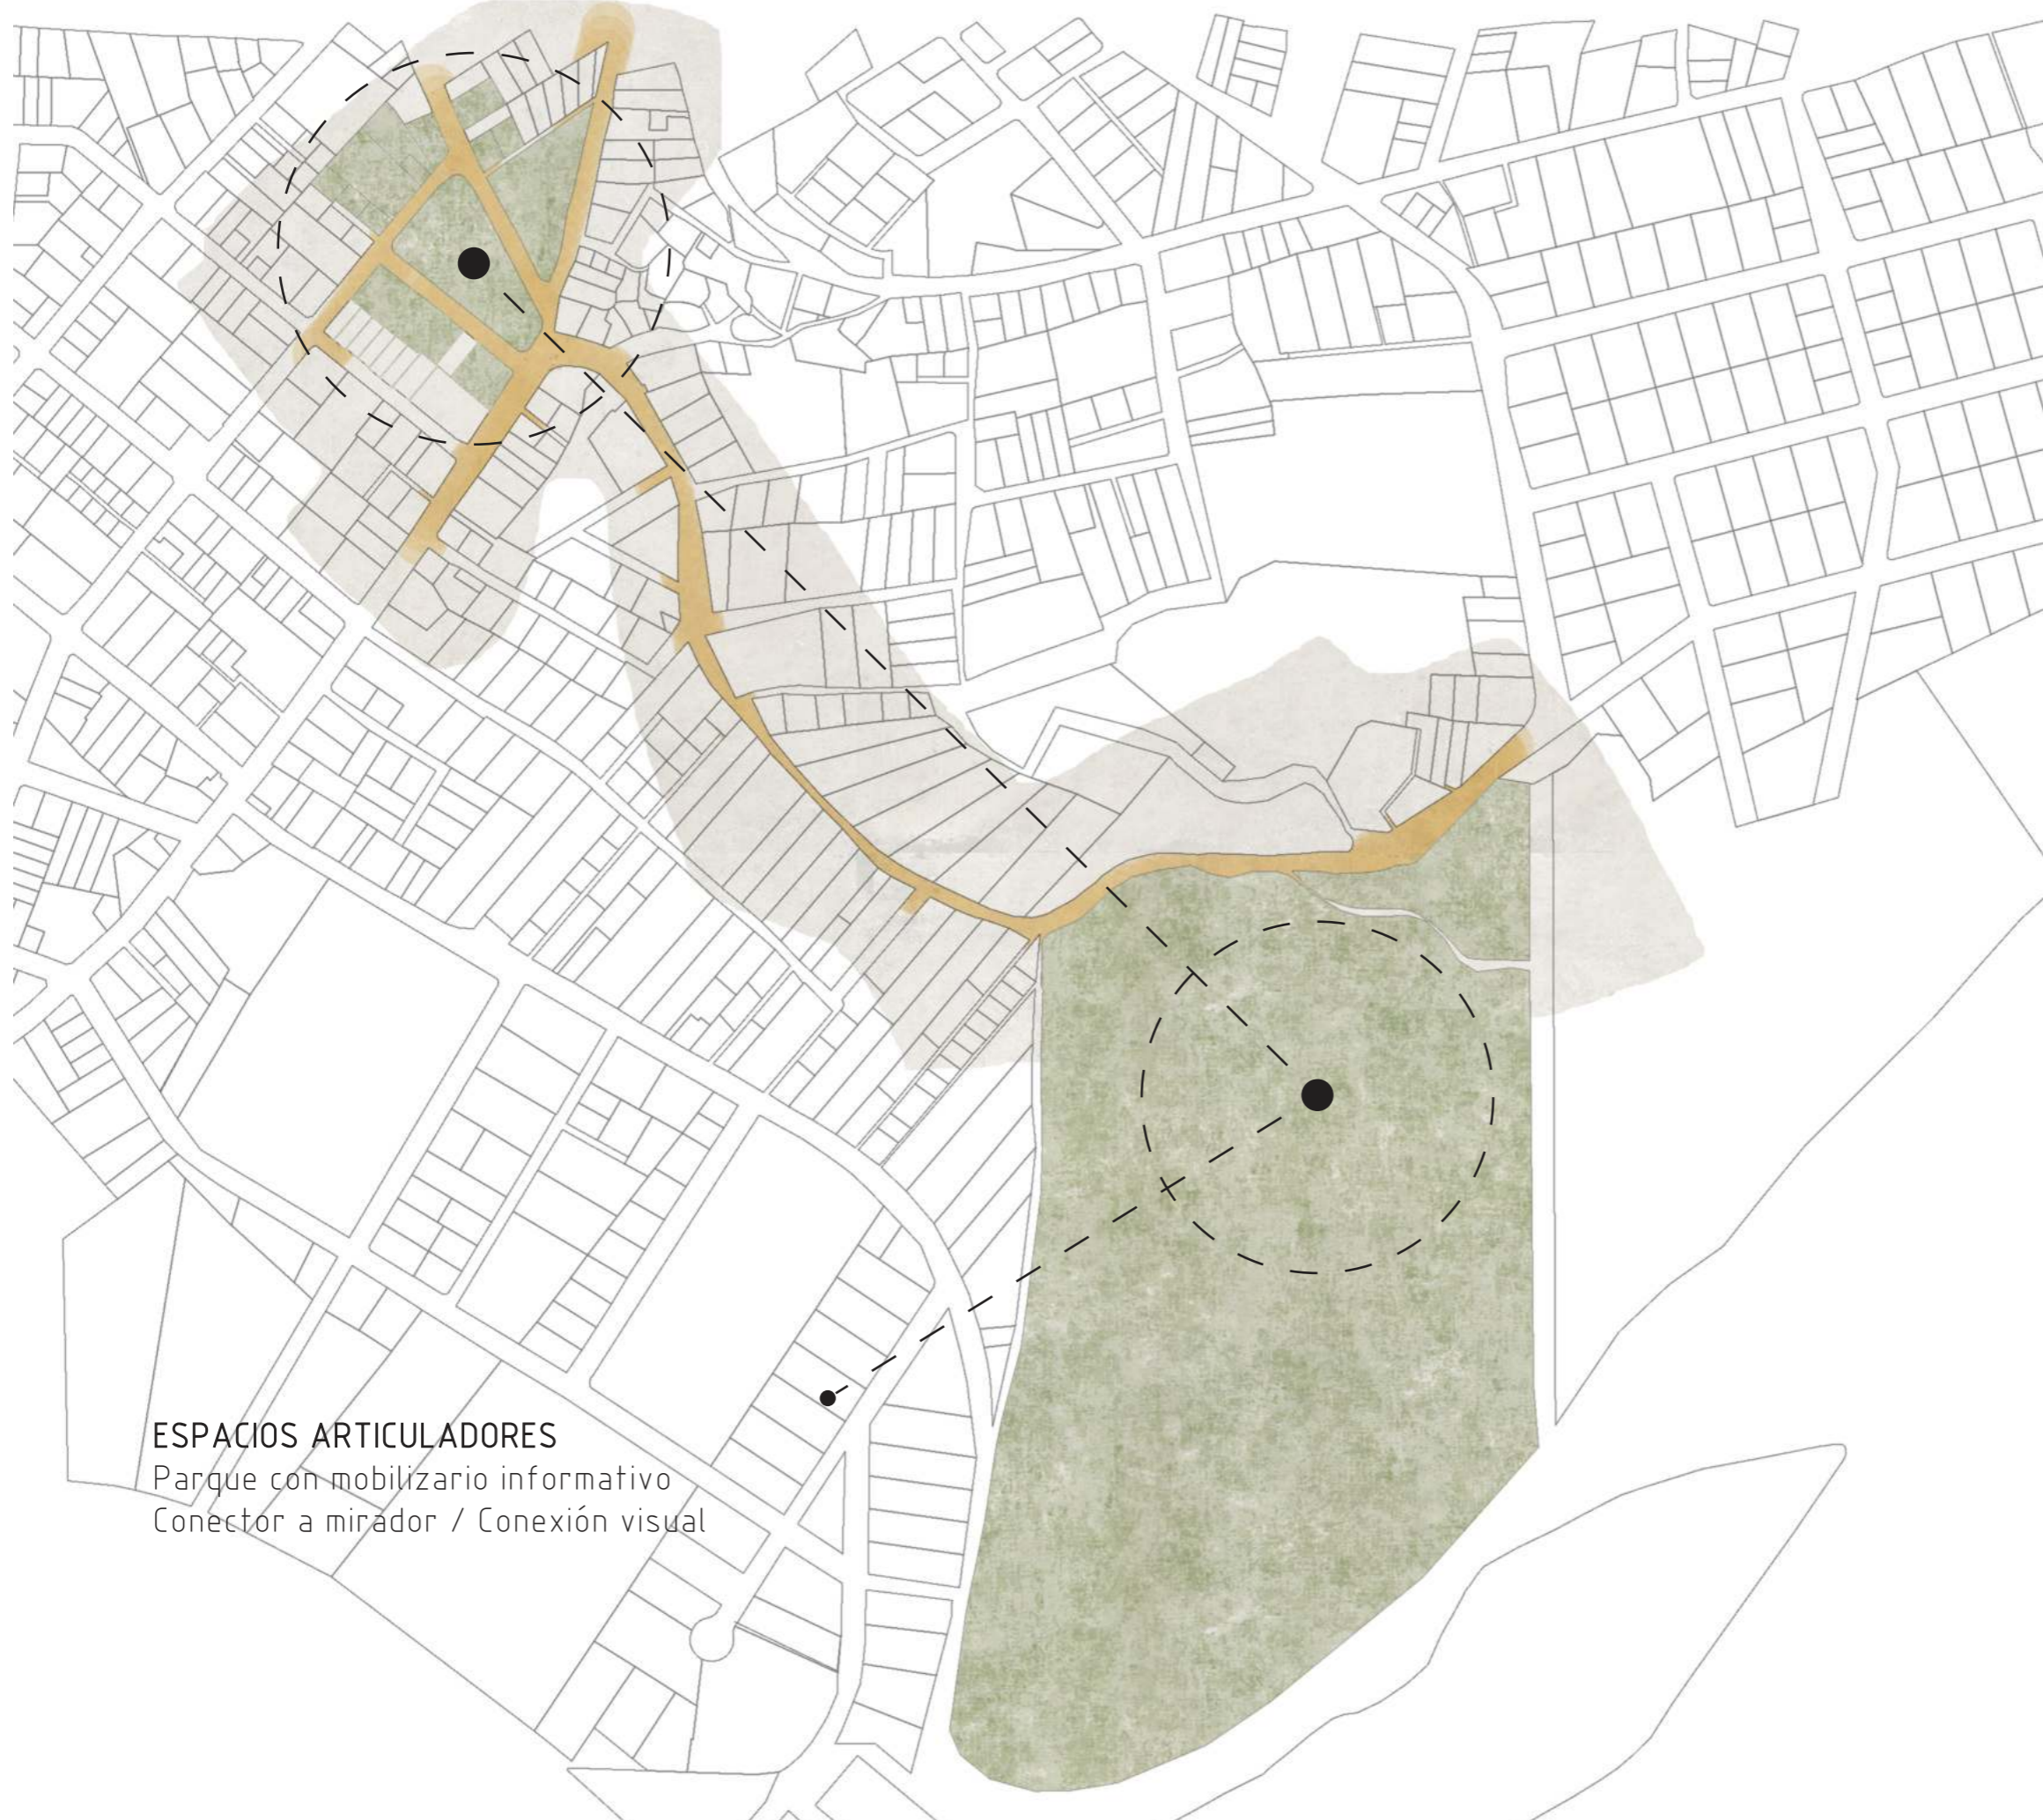 ESPACIOS ARTICULADORES
Parque con mobilizario informativo
Conector a mirador / Conexión visual